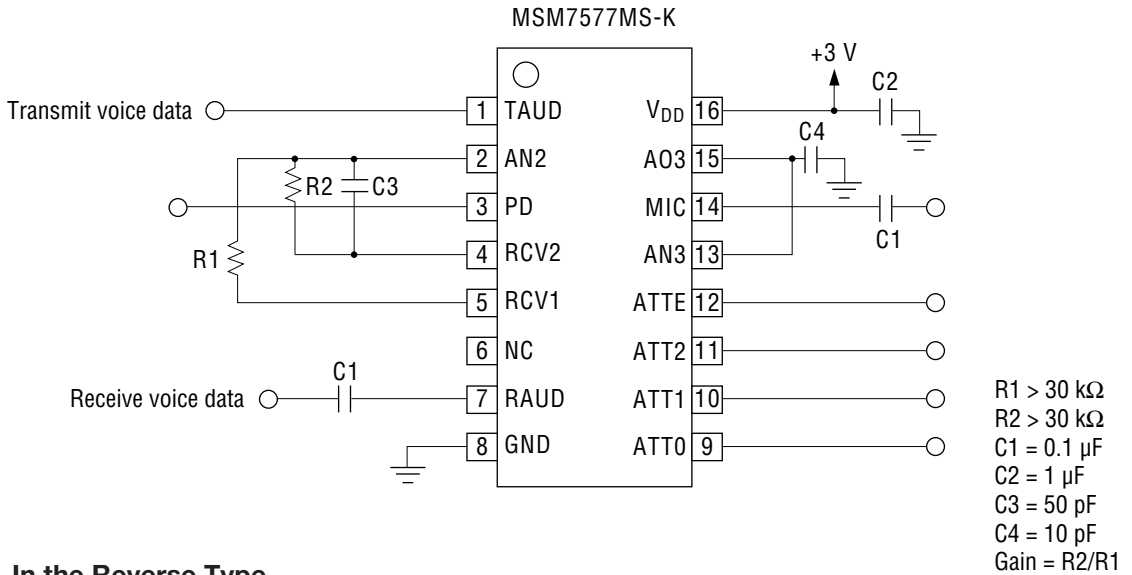 MSM7577MS-K
+3 V
C2
Transmit voice data
1 TAUD
VDD 16
C4
2 AN2
AO3 15
R2
C3
3 PD
MIC 14
C1
R1
4 RCV2
AN3 13
5 RCV1
ATTE 12
6 NC
ATT2 11
C1
Receive voice data
7 RAUD
ATT1 10
8 GND
ATT0 9
R1 > 30 kΩ
R2 > 30 kΩ
C1 = 0.1 µF
C2 = 1 µF
C3 = 50 pF
C4 = 10 pF
Gain = R2/R1
In the Reverse Type